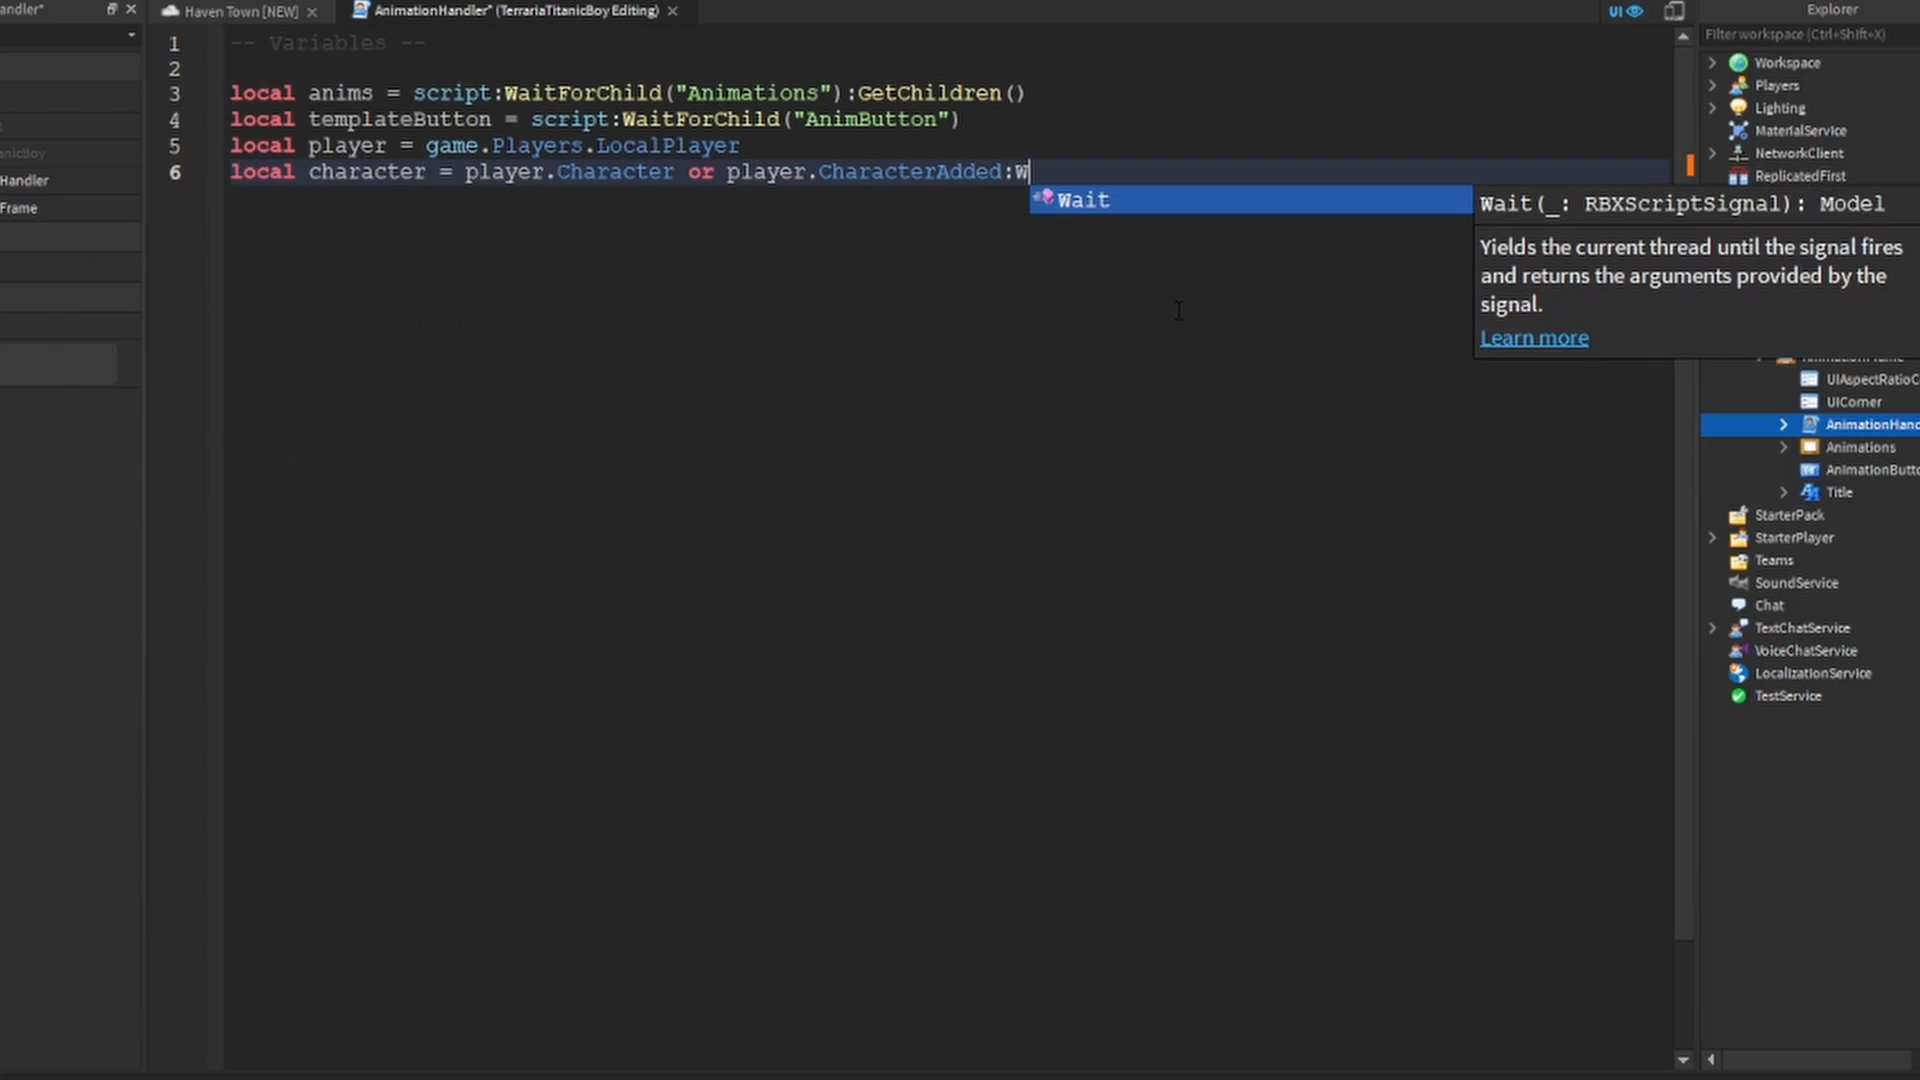 andler*
Haven Town [NEW]
AnimationHandler* (TerrariaTitanicBoy Editing)
UI
Explorer
Filter workspace (Ctrl+Shift+X)
anicBoy
Handler
Frame
1 -- Variables --
2
3 local anims = script:WaitForChild("Animations"):GetChildren()
4 local templateButton = script:WaitForChild("AnimButton")
5 local player = game.Players.LocalPlayer
6 local character = player.Character or player.CharacterAdded:W
Wait
Wait(_: RBXScriptSignal): Model
Yields the current thread until the signal fires
and returns the arguments provided by the
signal.
Learn more
Workspace
Players
Lighting
MaterialService
NetworkClient
ReplicatedFirst
UIAspectRatioC
UICorner
AnimationHand
Animations
AnimationButto
Title
StarterPack
StarterPlayer
Teams
SoundService
Chat
TextChatService
VoiceChatService
LocalizationService
TestService